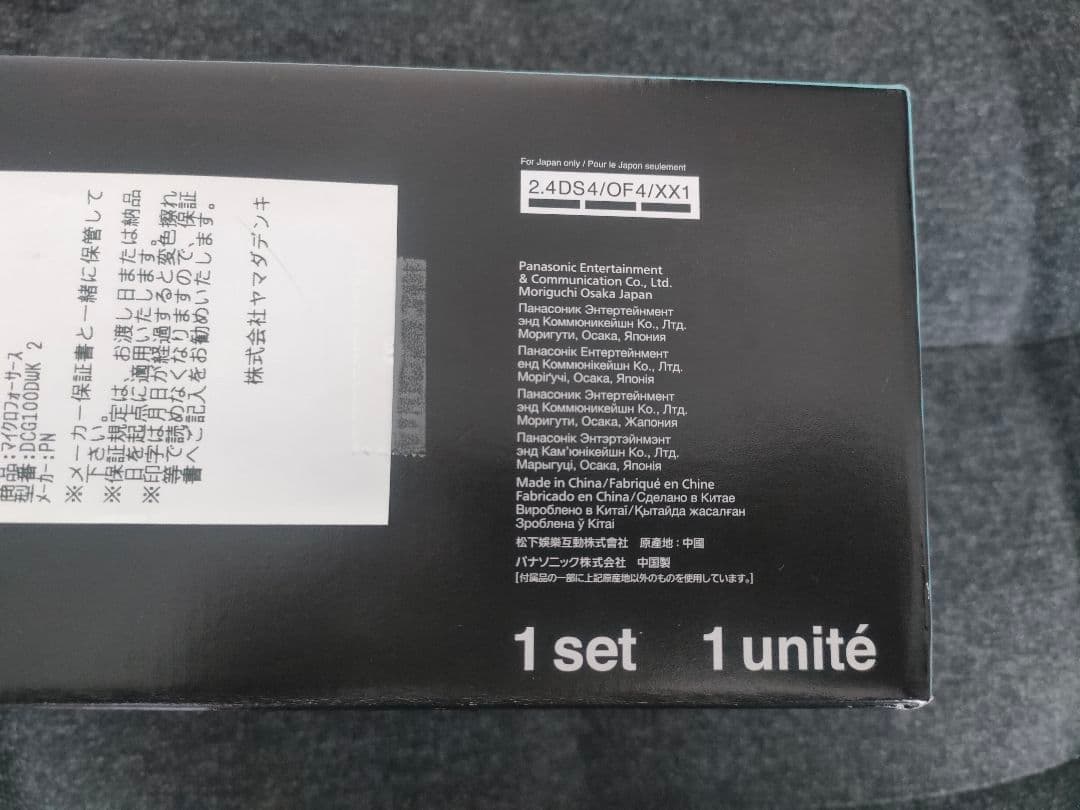 商品:マイクロフォーサーズ
型番:DCG100DWK 2
メーカー:PN
※メーカー保証書と一緒に保管して
下さい。
※保証規定は、お渡し日または納品
日を起点に適用いたします。
※印字は月日が経過すると変色擦れ
等で読めなくなりますので、保証
書へご記入をお勧めいたします。
株式会社ヤマダデンキ
For Japan only / Pour le Japon seulement
2.4DS4/OF4/XX1
Panasonic Entertainment
& Communication Co., Ltd.
Moriguchi Osaka Japan
Панасоник Энтертейнмент
энд Коммюникейшн Ко., Лтд.
Моригути, Осака, Япония
Панасонік Ентертейнмент
енд Коммюнікейшн Ко., Лтд.
Моріґучі, Осака, Японія
Панасоник Энтертейнмент
энд Коммюникейшн Ко., Лтд.
Моригути, Осака, Жапония
Панасонік Энтэртэйнмэнт
энд Кам'юнікейшн Ко., Лтд.
Марыгуці, Осака, Японія
Made in China/Fabriqué en Chine
Fabricado en China/Сделано в Китае
Вироблено в Китаї/Қытайда жасалған
Зроблена ў Кітаі
松下娛樂互動株式會社 原產地:中國
パナソニック株式会社 中国製
[付属品の一部に上記原産地以外のものを使用しています。]
1 set 1 unité